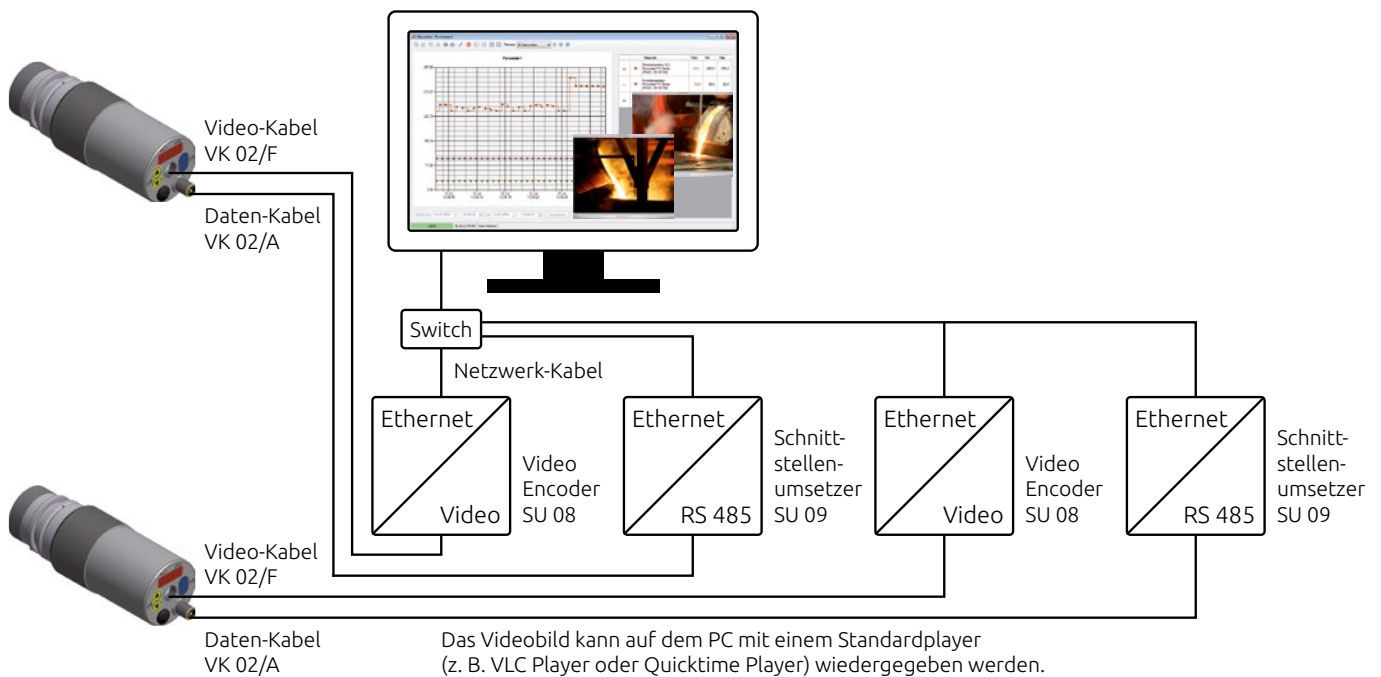 Video-Kabel
VK 02/F
Daten-Kabel
VK 02/A
Switch
Netzwerk-Kabel
Ethernet
Video
Video
Encoder
SU 08
Ethernet
RS 485
Schnitt-
stellen-
umsetzer
SU 09
Ethernet
Video
Video
Encoder
SU 08
Ethernet
RS 485
Schnitt-
stellen-
umsetzer
SU 09
Video-Kabel
VK 02/F
Daten-Kabel
VK 02/A
Das Videobild kann auf dem PC mit einem Standardplayer
(z. B. VLC Player oder Quicktime Player) wiedergegeben werden.